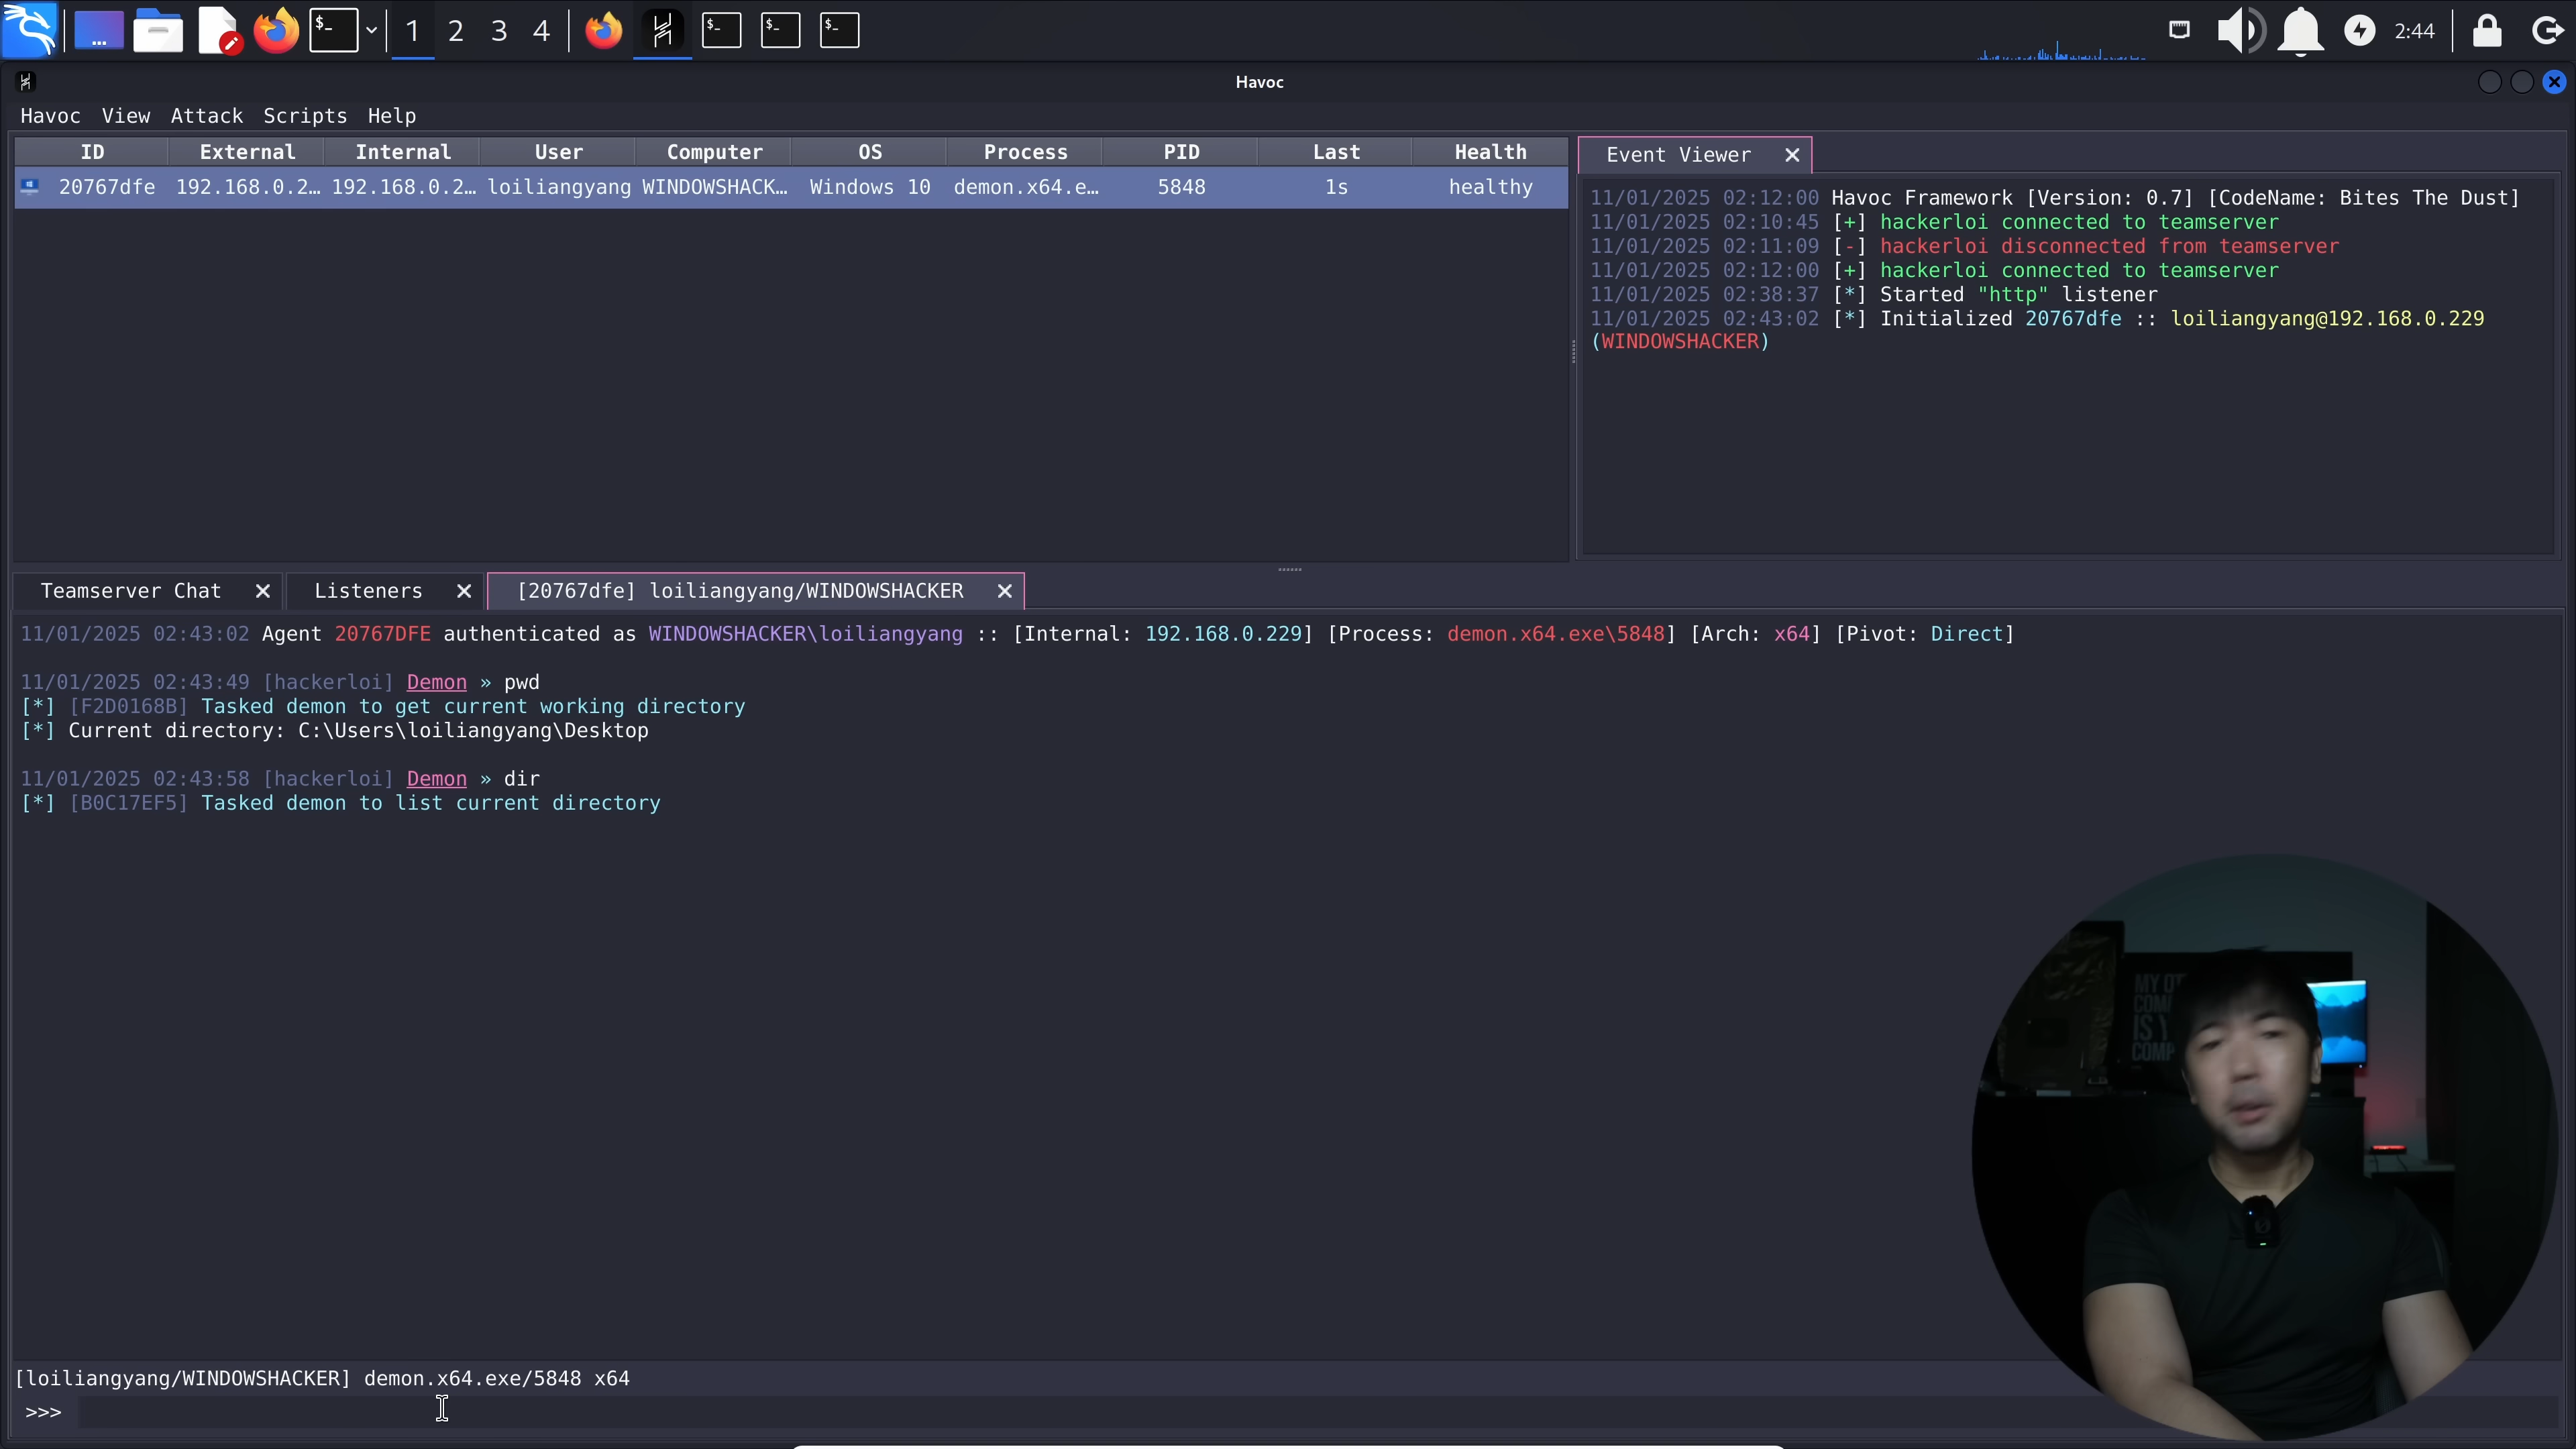 1 2 3 4 2:44
Havoc
Havoc View Attack Scripts Help
ID External Internal User Computer OS Process PID Last Health
20767dfe 192.168.0.2… 192.168.0.2… loiliangyang WINDOWSHACK… Windows 10 demon.x64.e… 5848 1s healthy
Event Viewer
11/01/2025 02:12:00 Havoc Framework [Version: 0.7] [CodeName: Bites The Dust]
11/01/2025 02:10:45 [+] hackerloi connected to teamserver
11/01/2025 02:11:09 [-] hackerloi disconnected from teamserver
11/01/2025 02:12:00 [+] hackerloi connected to teamserver
11/01/2025 02:38:37 [*] Started "http" listener
11/01/2025 02:43:02 [*] Initialized 20767dfe :: loiliangyang@192.168.0.229
(WINDOWSHACKER)
Teamserver Chat Listeners [20767dfe] loiliangyang/WINDOWSHACKER
11/01/2025 02:43:02 Agent 20767DFE authenticated as WINDOWSHACKER\loiliangyang :: [Internal: 192.168.0.229] [Process: demon.x64.exe\5848] [Arch: x64] [Pivot: Direct]
11/01/2025 02:43:49 [hackerloi] Demon » pwd
[*] [F2D0168B] Tasked demon to get current working directory
[*] Current directory: C:\Users\loiliangyang\Desktop
11/01/2025 02:43:58 [hackerloi] Demon » dir
[*] [B0C17EF5] Tasked demon to list current directory
MY OT
COM
IS Y
COMP
[loiliangyang/WINDOWSHACKER] demon.x64.exe/5848 x64
>>>